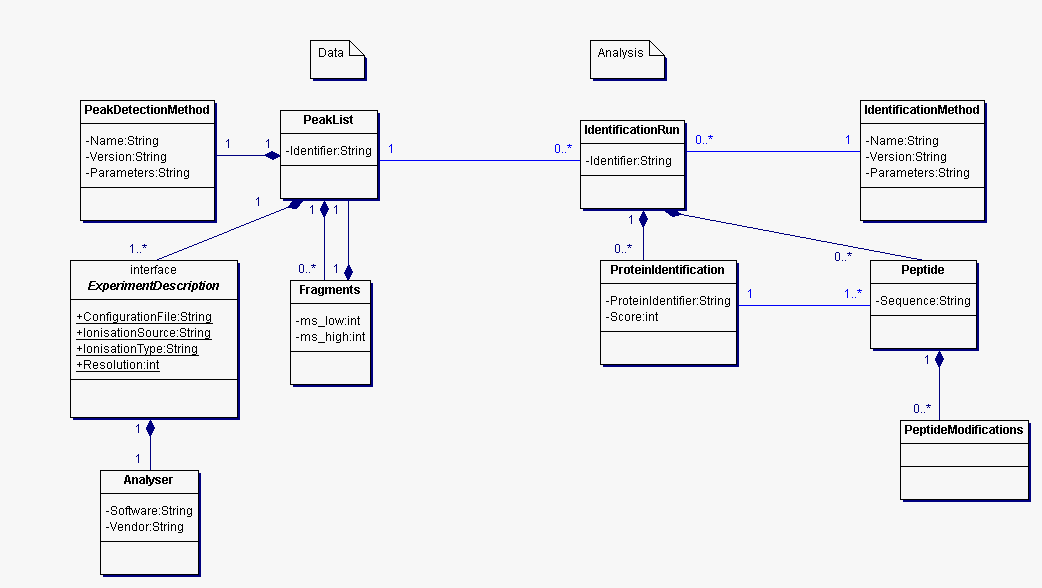 Data
Analysis
PeakDetectionMethod
-Name:String
-Version:String
-Parameters:String
1
1
PeakList
-Identifier:String
1
0..*
IdentificationRun
-Identifier:String
0..*
1
IdentificationMethod
-Name:String
-Version:String
-Parameters:String
1
1..*
1
1
0..*
1
1
0..*
0..*
interface
ExperimentDescription
+ConfigurationFile:String
+IonisationSource:String
+IonisationType:String
+Resolution:int
Fragments
-ms_low:int
-ms_high:int
ProteinIdentification
-ProteinIdentifier:String
-Score:int
1
1..*
Peptide
-Sequence:String
1
0..*
PeptideModifications
1
1
Analyser
-Software:String
-Vendor:String